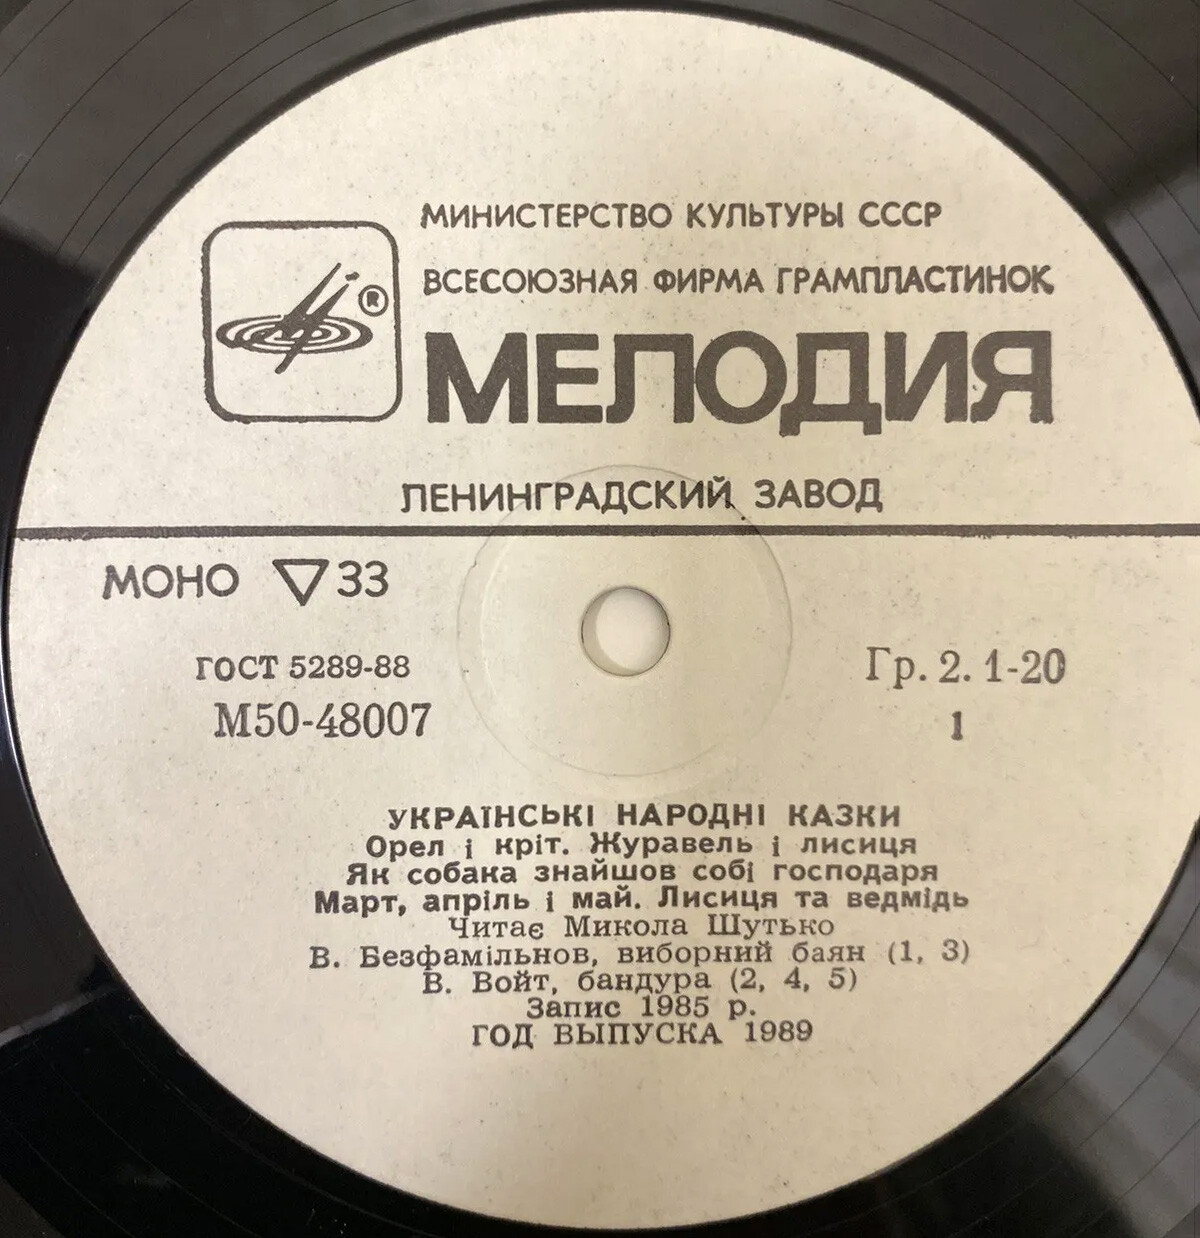 МИНИСТЕРСТВО КУЛЬТУРЫ СССР
ВСЕСОЮЗНАЯ ФИРМА ГРАМПЛАСТИНОК
®
МЕЛОДИЯ
ЛЕНИНГРАДСКИЙ ЗАВОД
МОНО ▽ 33
ГОСТ 5289-88
М50-48007
Гр. 2. 1-20
1
УКРАЇНСЬКІ НАРОДНІ КАЗКИ
Орел і кріт. Журавель і лисиця
Як собака знайшов собі господаря
Март, апріль і май. Лисиця та ведмідь
Читає Микола Шутько
В. Безфамільнов, виборний баян (1, 3)
В. Войт, бандура (2, 4, 5)
Запис 1985 р.
ГОД ВЫПУСКА 1989